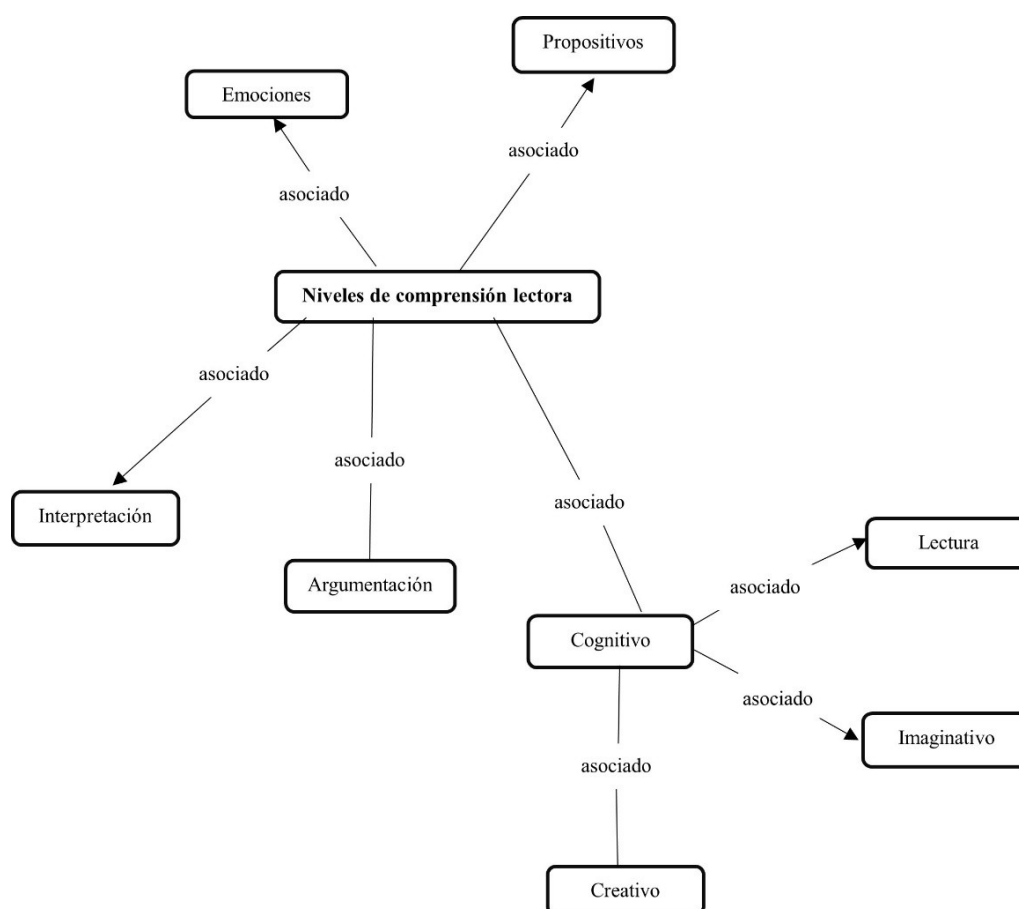 Propositivos
Emociones
asociado
asociado
Niveles de comprensión lectora
asociado
asociado
asociado
Interpretación
Lectura
Argumentación
asociado
Cognitivo
asociado
Imaginativo
asociado
Creativo